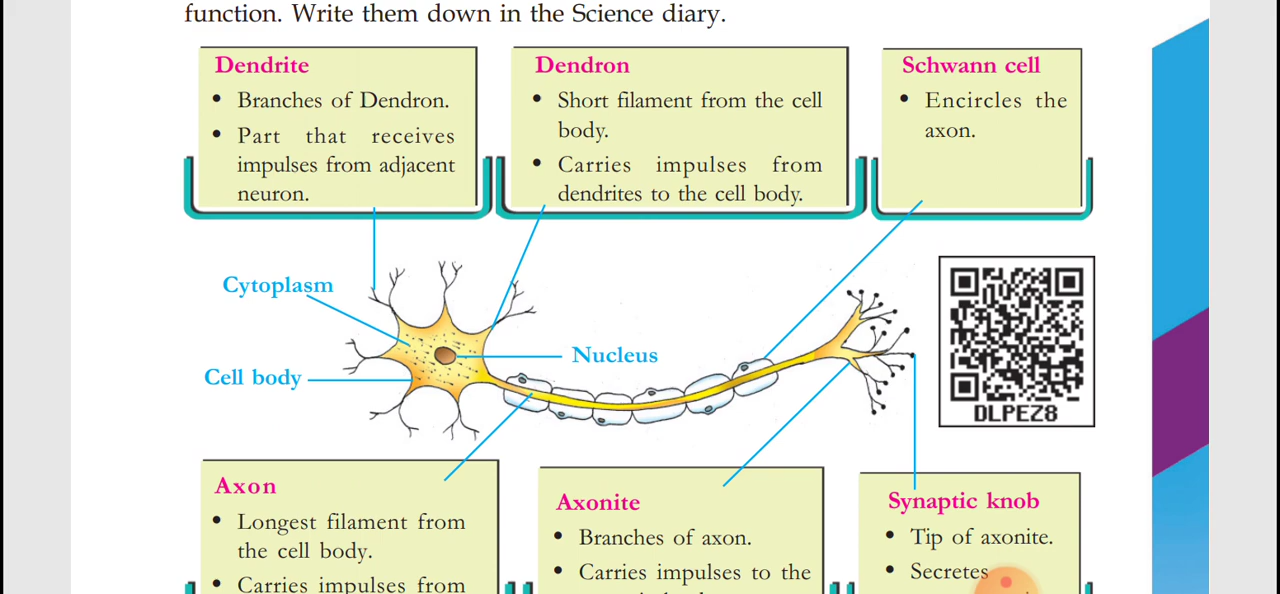 function. Write them down in the Science diary.
Dendrite
• Branches of Dendron.
• Part that receives
impulses from adjacent
neuron.
Dendron
• Short filament from the cell
body.
• Carries impulses from
dendrites to the cell body.
Schwann cell
• Encircles the
axon.
Cytoplasm
Nucleus
Cell body
DLPEZ8
Axon
• Longest filament from
the cell body.
• Carries impulses from
Axonite
• Branches of axon.
• Carries impulses to the
Synaptic knob
• Tip of axonite.
• Secretes